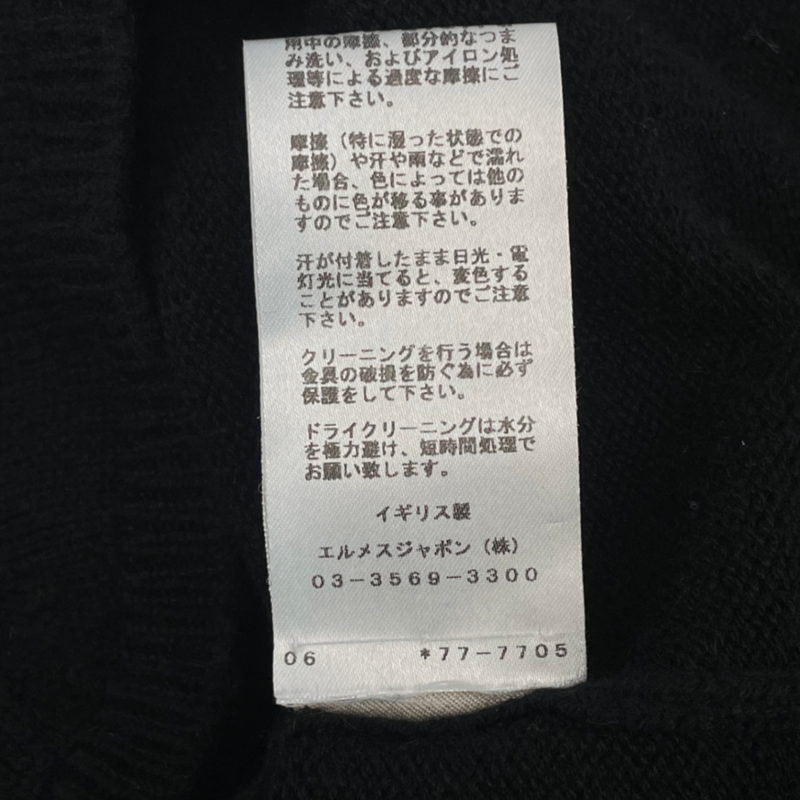 用中の摩擦、部分的なつま
み洗い、およびアイロン処
理等による過度な摩擦にご
注意下さい。
摩擦（特に湿った状態での
摩擦）や汗や雨などで濡れ
た場合、色によっては他の
ものに色が移る事がありま
すのでご注意下さい。
汗が付着したまま日光・電
灯光に当てると、変色する
ことがありますのでご注意
下さい。
クリーニングを行う場合は
金具の破損を防ぐ為に必ず
保護をして下さい。
ドライクリーニングは水分
を極力避け、短時間処理で
お願い致します。
イギリス製
エルメスジャポン（株）
03-3569-3300
06 *77-7705